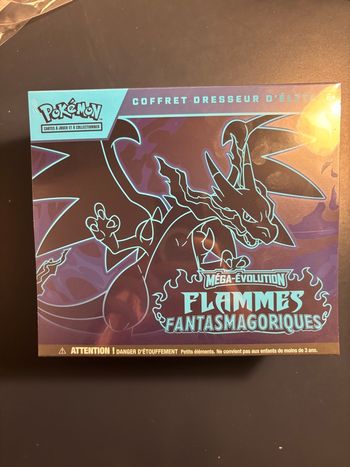 POKÉMON
CARTES À JOUER ET À COLLECTIONNER
COFFRET DRESSEUR D'ÉLITE
MÉGA-ÉVOLUTION
FLAMMES
FANTASMAGORIQUES
⚠ ATTENTION ! DANGER D'ÉTOUFFEMENT Petits éléments. Ne convient pas aux enfants de moins de 3 ans.